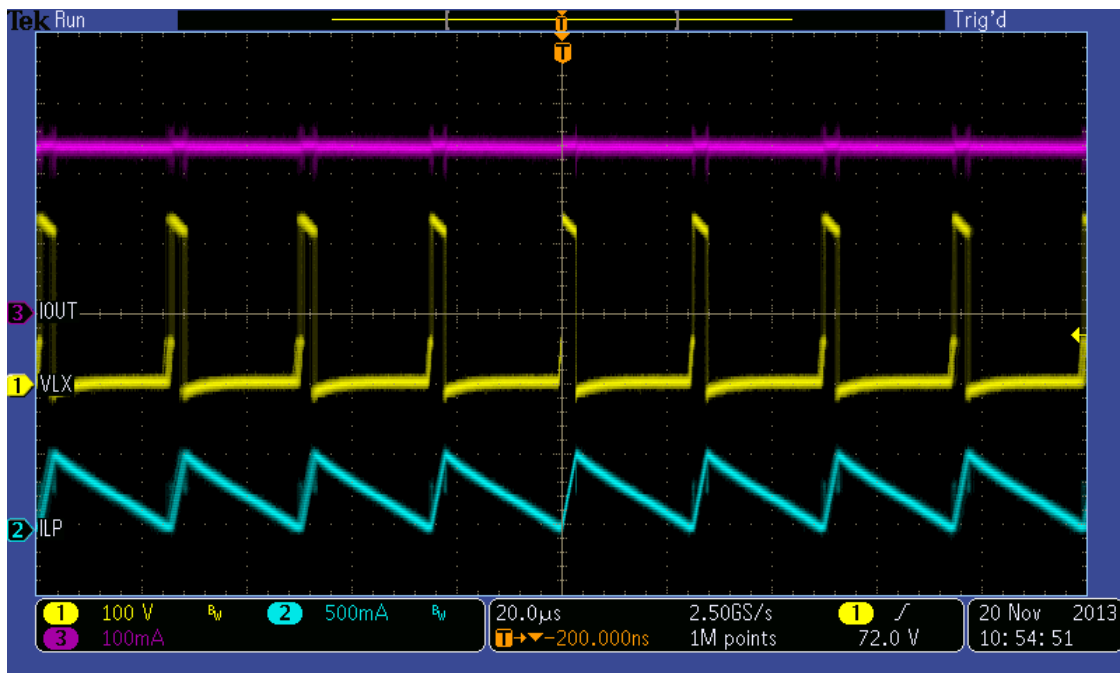 Tek Run Trig'd
T
T
3 IOUT
1 VLX
2 ILP
1 100 V BW 2 500mA BW
3 100mA
20.0µs 2.50GS/s 1 72.0 V
T→▼−200.000ns 1M points
20 Nov 2013
10:54:51